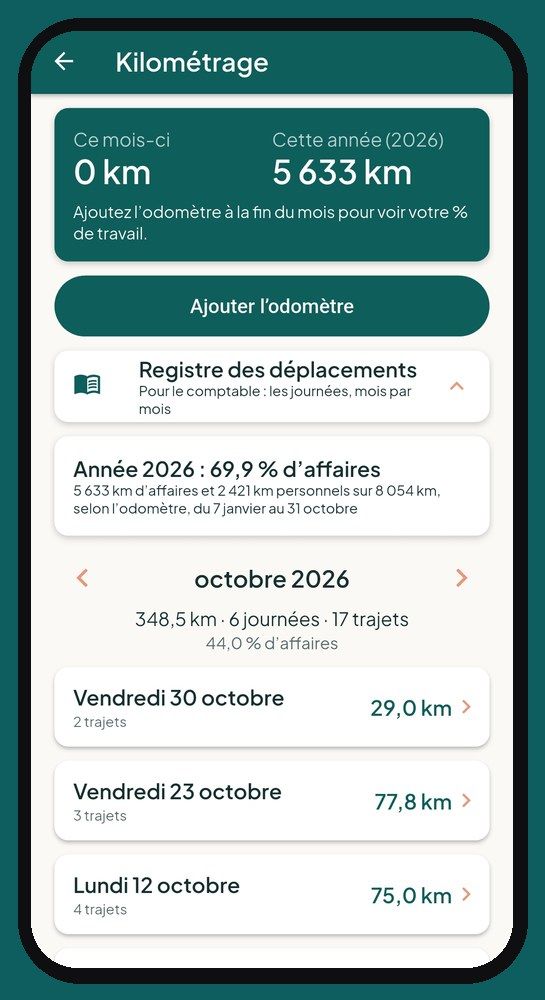 Kilométrage
Ce mois-ci
0 km
Cette année (2026)
5 633 km
Ajoutez l’odomètre à la fin du mois pour voir votre %
de travail.
Ajouter l’odomètre
Registre des déplacements
Pour le comptable : les journées, mois par
mois
Année 2026 : 69,9 % d’affaires
5 633 km d’affaires et 2 421 km personnels sur 8 054 km,
selon l’odomètre, du 7 janvier au 31 octobre
octobre 2026
348,5 km · 6 journées · 17 trajets
44,0 % d’affaires
Vendredi 30 octobre
2 trajets
29,0 km
Vendredi 23 octobre
3 trajets
77,8 km
Lundi 12 octobre
4 trajets
75,0 km